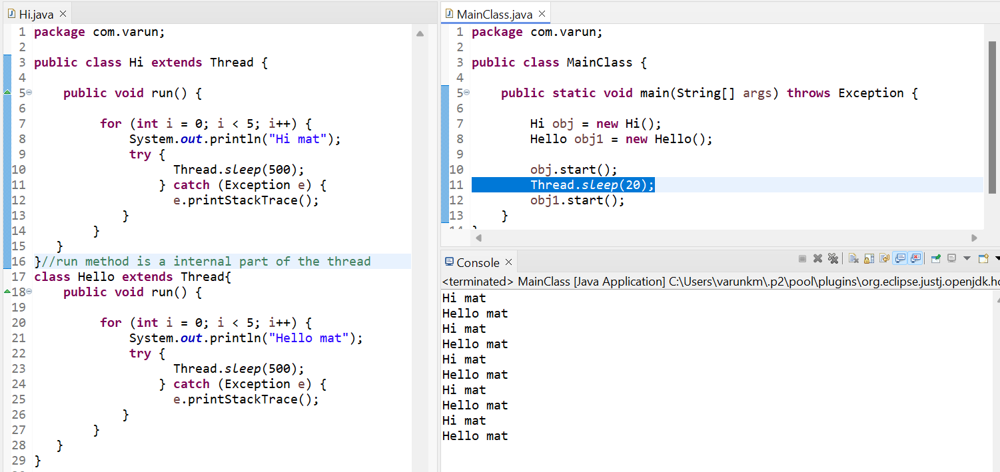 Hi.java
1 package com.varun;
2
3 public class Hi extends Thread {
4
5 public void run() {
6
7 for (int i = 0; i < 5; i++) {
8 System.out.println("Hi mat");
9 try {
10 Thread.sleep(500);
11 } catch (Exception e) {
12 e.printStackTrace();
13 }
14 }
15 }
16 }//run method is a internal part of the thread
17 class Hello extends Thread{
18 public void run() {
19
20 for (int i = 0; i < 5; i++) {
21 System.out.println("Hello mat");
22 try {
23 Thread.sleep(500);
24 } catch (Exception e) {
25 e.printStackTrace();
26 }
27 }
28 }
29 }
MainClass.java
1 package com.varun;
2
3 public class MainClass {
4
5 public static void main(String[] args) throws Exception {
6
7 Hi obj = new Hi();
8 Hello obj1 = new Hello();
9
10 obj.start();
11 Thread.sleep(20);
12 obj1.start();
13 }
14 }
Console
<terminated> MainClass [Java Application] C:\Users\varunkm\.p2\pool\plugins\org.eclipse.justj.openjdk.ho
Hi mat
Hello mat
Hi mat
Hello mat
Hi mat
Hello mat
Hi mat
Hello mat
Hi mat
Hello mat